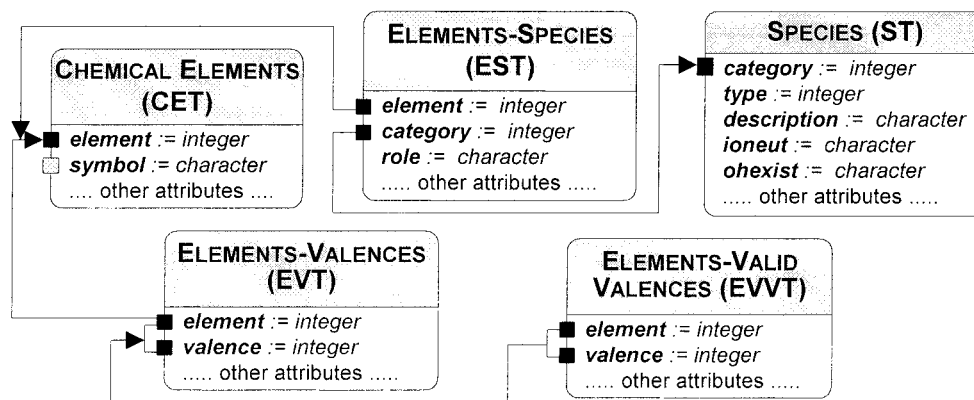 CHEMICAL ELEMENTS
(CET)
element := integer
symbol := character
.... other attributes ....
ELEMENTS-SPECIES
(EST)
element := integer
category := integer
role := character
..... other attributes .....
SPECIES (ST)
category := integer
type := integer
description := character
ioneut := character
ohexist := character
..... other attributes .....
ELEMENTS-VALENCES
(EVT)
element := integer
valence := integer
..... other attributes .....
ELEMENTS-VALID
VALENCES (EVVT)
element := integer
valence := integer
..... other attributes .....